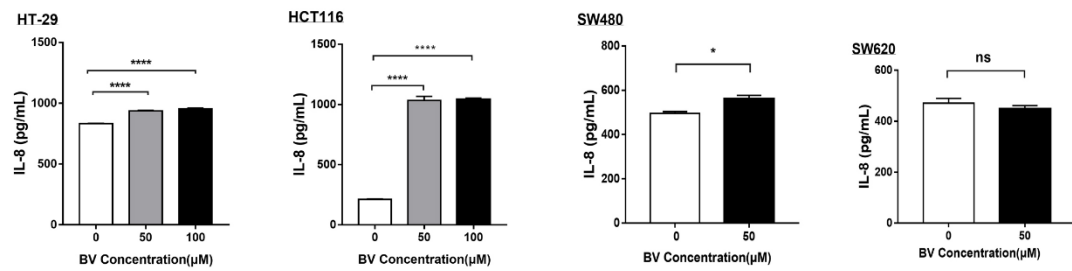 HT-29
****
****
1500
1000
500
0
IL-8 (pg/mL)
0 50 100
BV Concentration(μM)
HCT116
****
****
1500
1000
500
0
IL-8 (pg/mL)
0 50 100
BV Concentration(μM)
SW480
*
800
600
400
200
0
IL-8 (pg/mL)
0 50
BV Concentration(μM)
SW620
ns
600
400
200
0
IL-8 (pg/mL)
0 50
BV Concentration(μM)